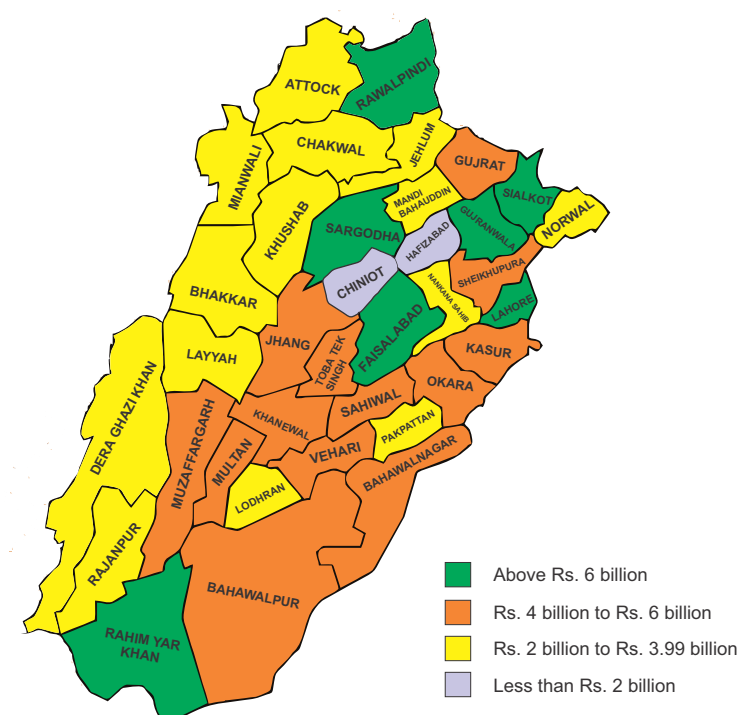 ATTOCK
RAWALPINDI
CHAKWAL
JEHLUM
MIANWALI
GUJRAT
MANDI
BAHAUDDIN
SIALKOT
KHUSHAB
SARGODHA
GUJRANWALA
NORWAL
HAFIZABAD
SHEIKHUPURA
CHINIOT
BHAKKAR
NANKANA SAHIB
LAHORE
FAISALABAD
JHANG
KASUR
LAYYAH
TOBA TEK
SINGH
OKARA
DERA GHAZI KHAN
SAHIWAL
KHANEWAL
MUZAFFARGARH
PAKPATTAN
MULTAN
VEHARI
BAHAWALNAGAR
LODHRAN
RAJANPUR
BAHAWALPUR
RAHIM YAR
KHAN
Above Rs. 6 billion
Rs. 4 billion to Rs. 6 billion
Rs. 2 billion to Rs. 3.99 billion
Less than Rs. 2 billion